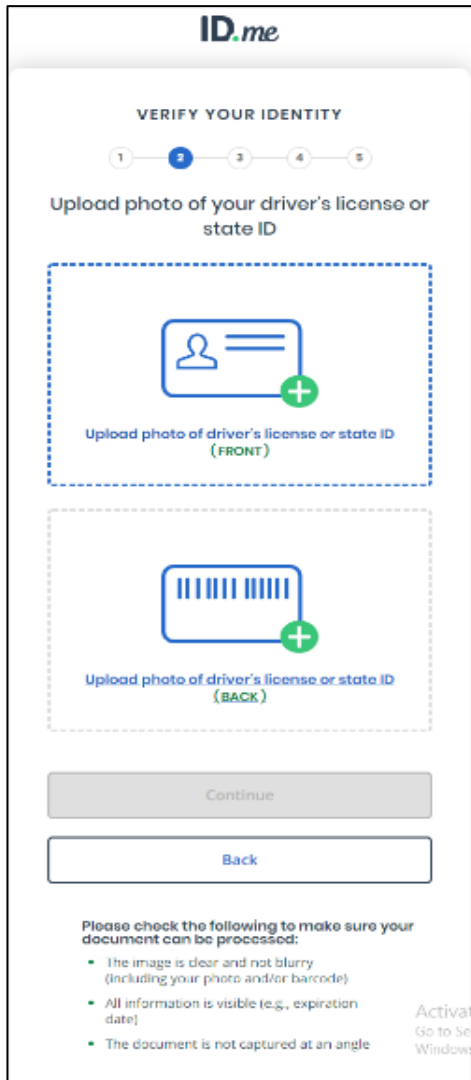 ID.me
VERIFY YOUR IDENTITY
1 2 3 4 5
Upload photo of your driver's license or
state ID
Upload photo of driver's license or state ID
(FRONT)
Upload photo of driver's license or state ID
(BACK)
Continue
Back
Please check the following to make sure your
document can be processed:
• The image is clear and not blurry
(including your photo and/or barcode)
• All information is visible (e.g., expiration
date)
• The document is not captured at an angle
Activat
Go to Se
Windows